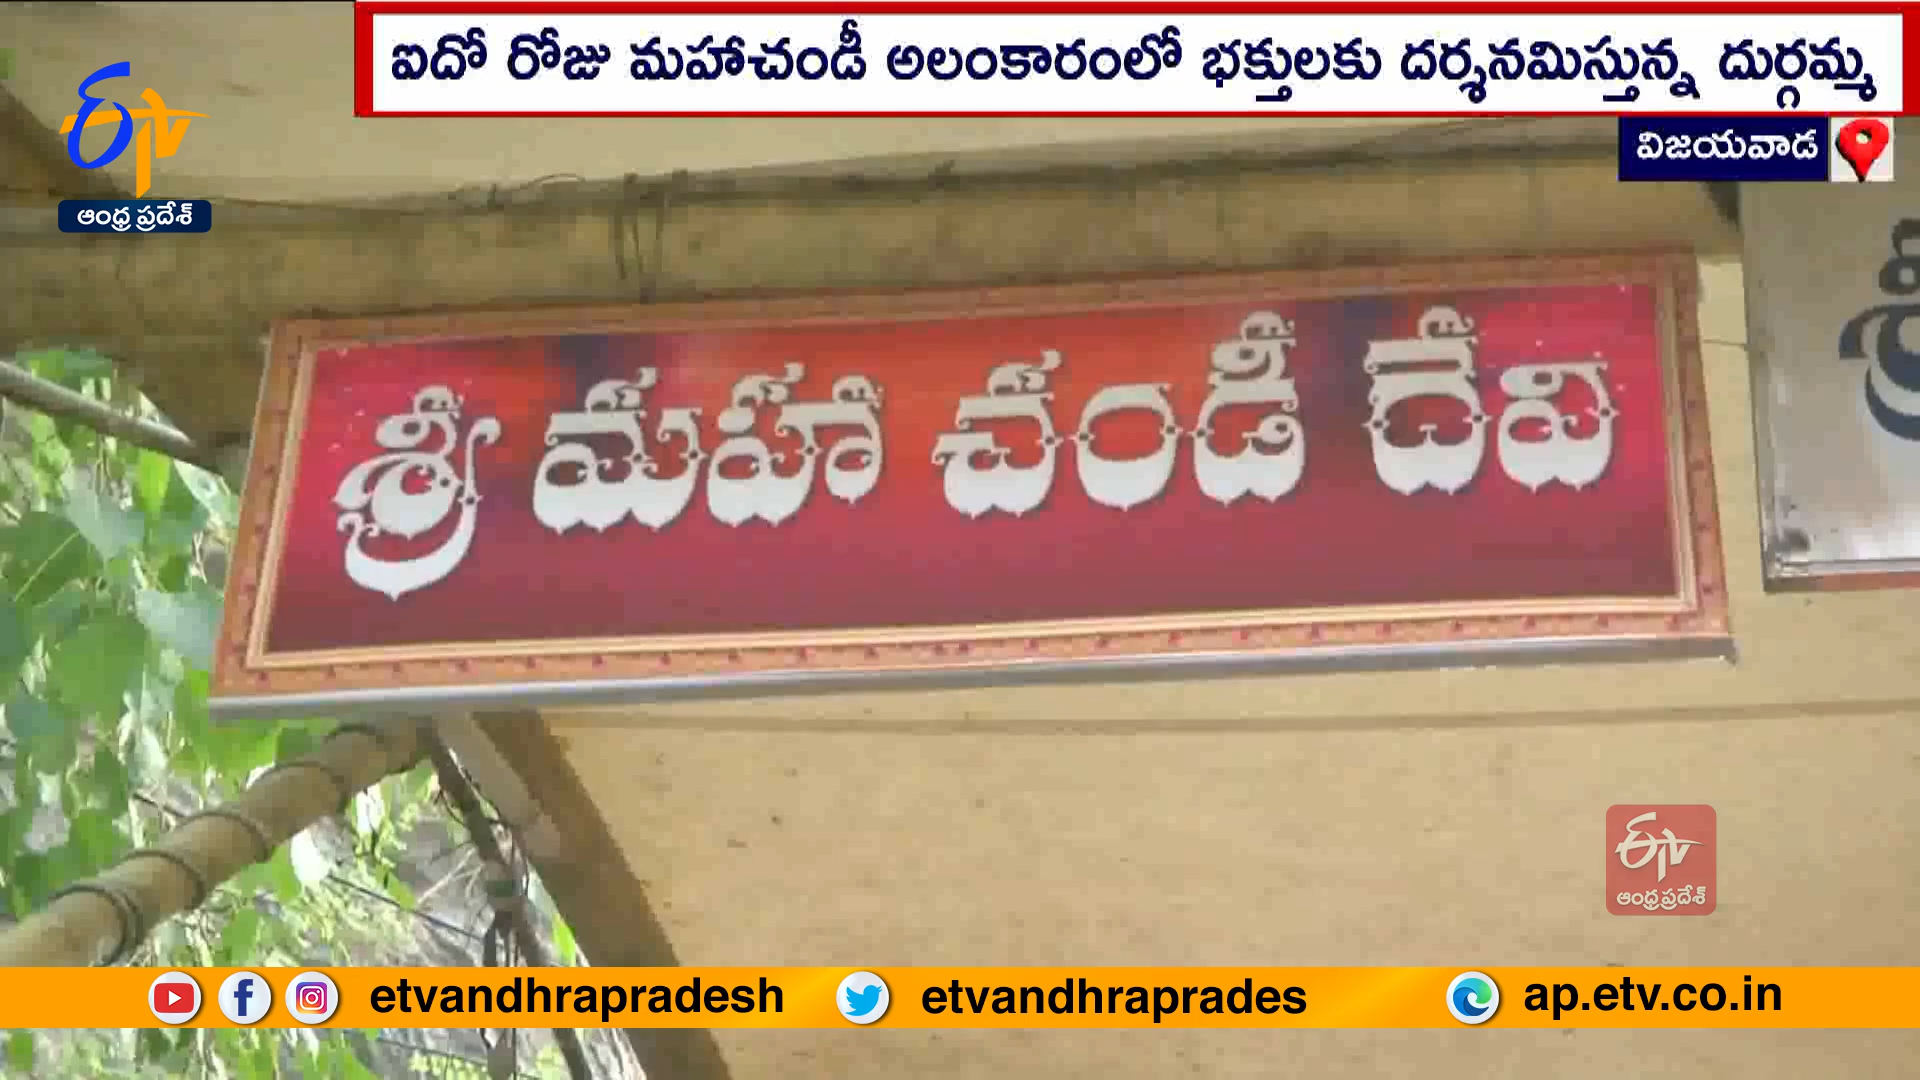 ఐదో రోజు మహాచండీ అలంకారంలో భక్తులకు దర్శనమిస్తున్న దుర్గమ్మ
విజయవాడ
ETV
ఆంధ్ర ప్రదేశ్
శ్రీ మహా చండీ దేవి
ఆంధ్రప్రదేశ్
etvandhrapradesh
etvandhraprades
ap.etv.co.in